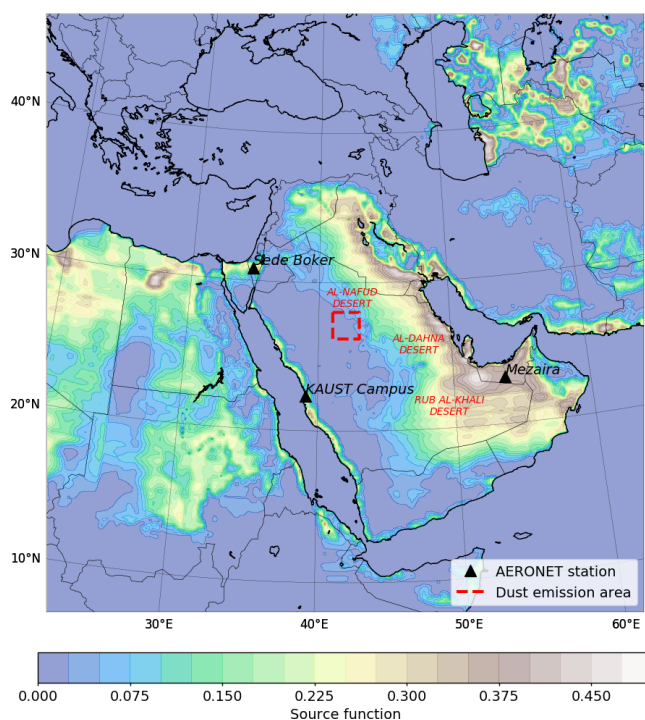 40°N
30°N
20°N
10°N
Sede Boker
AL-NAFUD
DESERT
AL-DAHNA
DESERT
Mezaira
KAUST Campus
RUB AL-KHALI
DESERT
AERONET station
Dust emission area
30°E
40°E
50°E
60°E
0.000
0.075
0.150
0.225
0.300
0.375
0.450
Source function